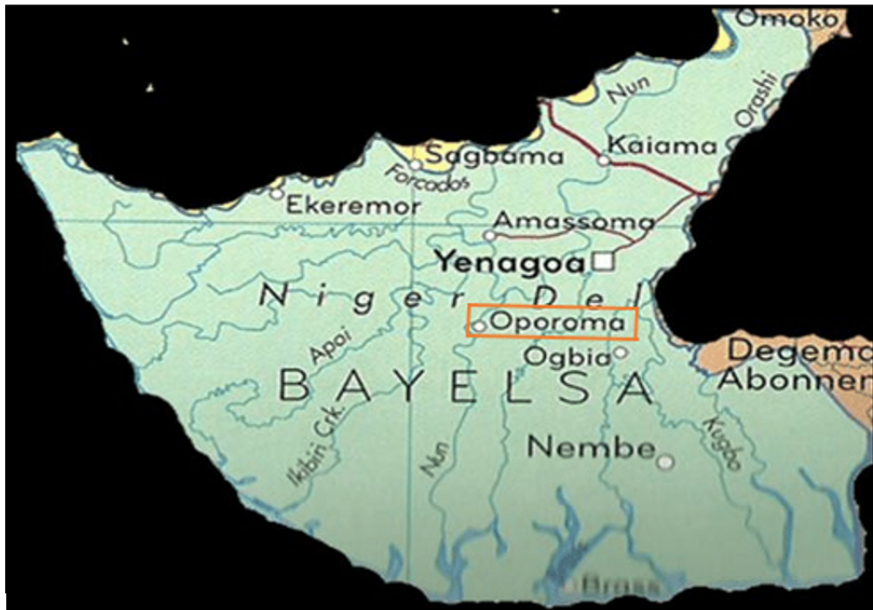 Omoko
Nun
Orashi
Kaiama
Sagbama
Forcados
Ekeremor
Amassoma
Yenagoa
Niger Del
Oporoma
Apoi
Ogbia
Degema
Abonner
BAYELSA
Ikibiri Crk.
Nun
Nembe
Kugbo
Brass